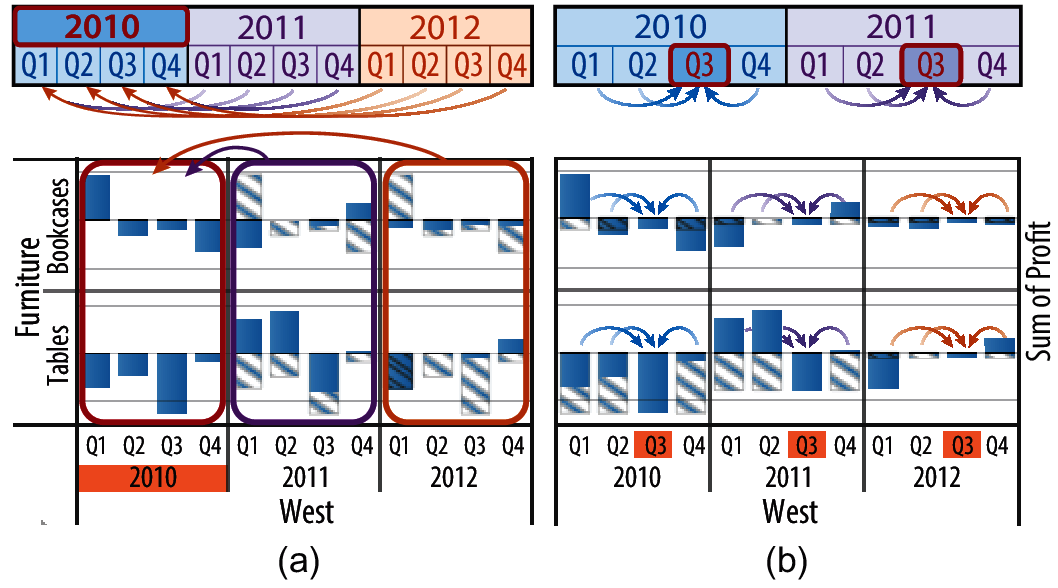 2010 2011 2012
Q1 Q2 Q3 Q4 Q1 Q2 Q3 Q4 Q1 Q2 Q3 Q4
Furniture
Bookcases
Tables
Q1 Q2 Q3 Q4 Q1 Q2 Q3 Q4 Q1 Q2 Q3 Q4
2010 2011 2012
West
(a)
2010 2011
Q1 Q2 Q3 Q4 Q1 Q2 Q3 Q4
Sum of Profit
Q1 Q2 Q3 Q4 Q1 Q2 Q3 Q4 Q1 Q2 Q3 Q4
2010 2011 2012
West
(b)